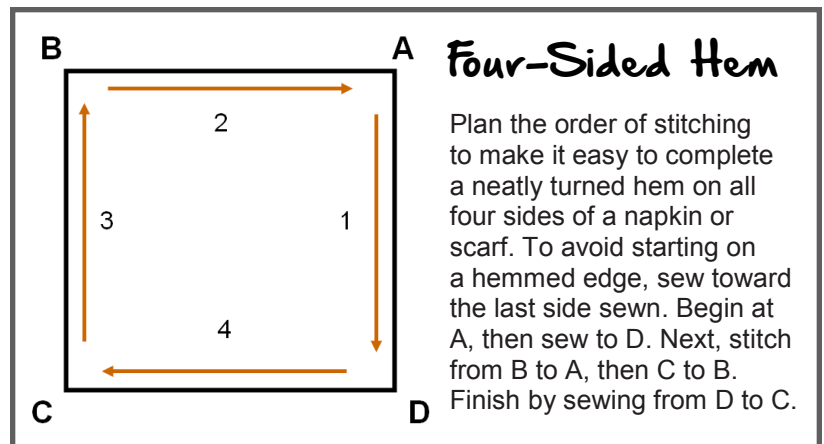 B
A
Four-Sided Hem
2
3
1
4
C
D
Plan the order of stitching
to make it easy to complete
a neatly turned hem on all
four sides of a napkin or
scarf. To avoid starting on
a hemmed edge, sew toward
the last side sewn. Begin at
A, then sew to D. Next, stitch
from B to A, then C to B.
Finish by sewing from D to C.